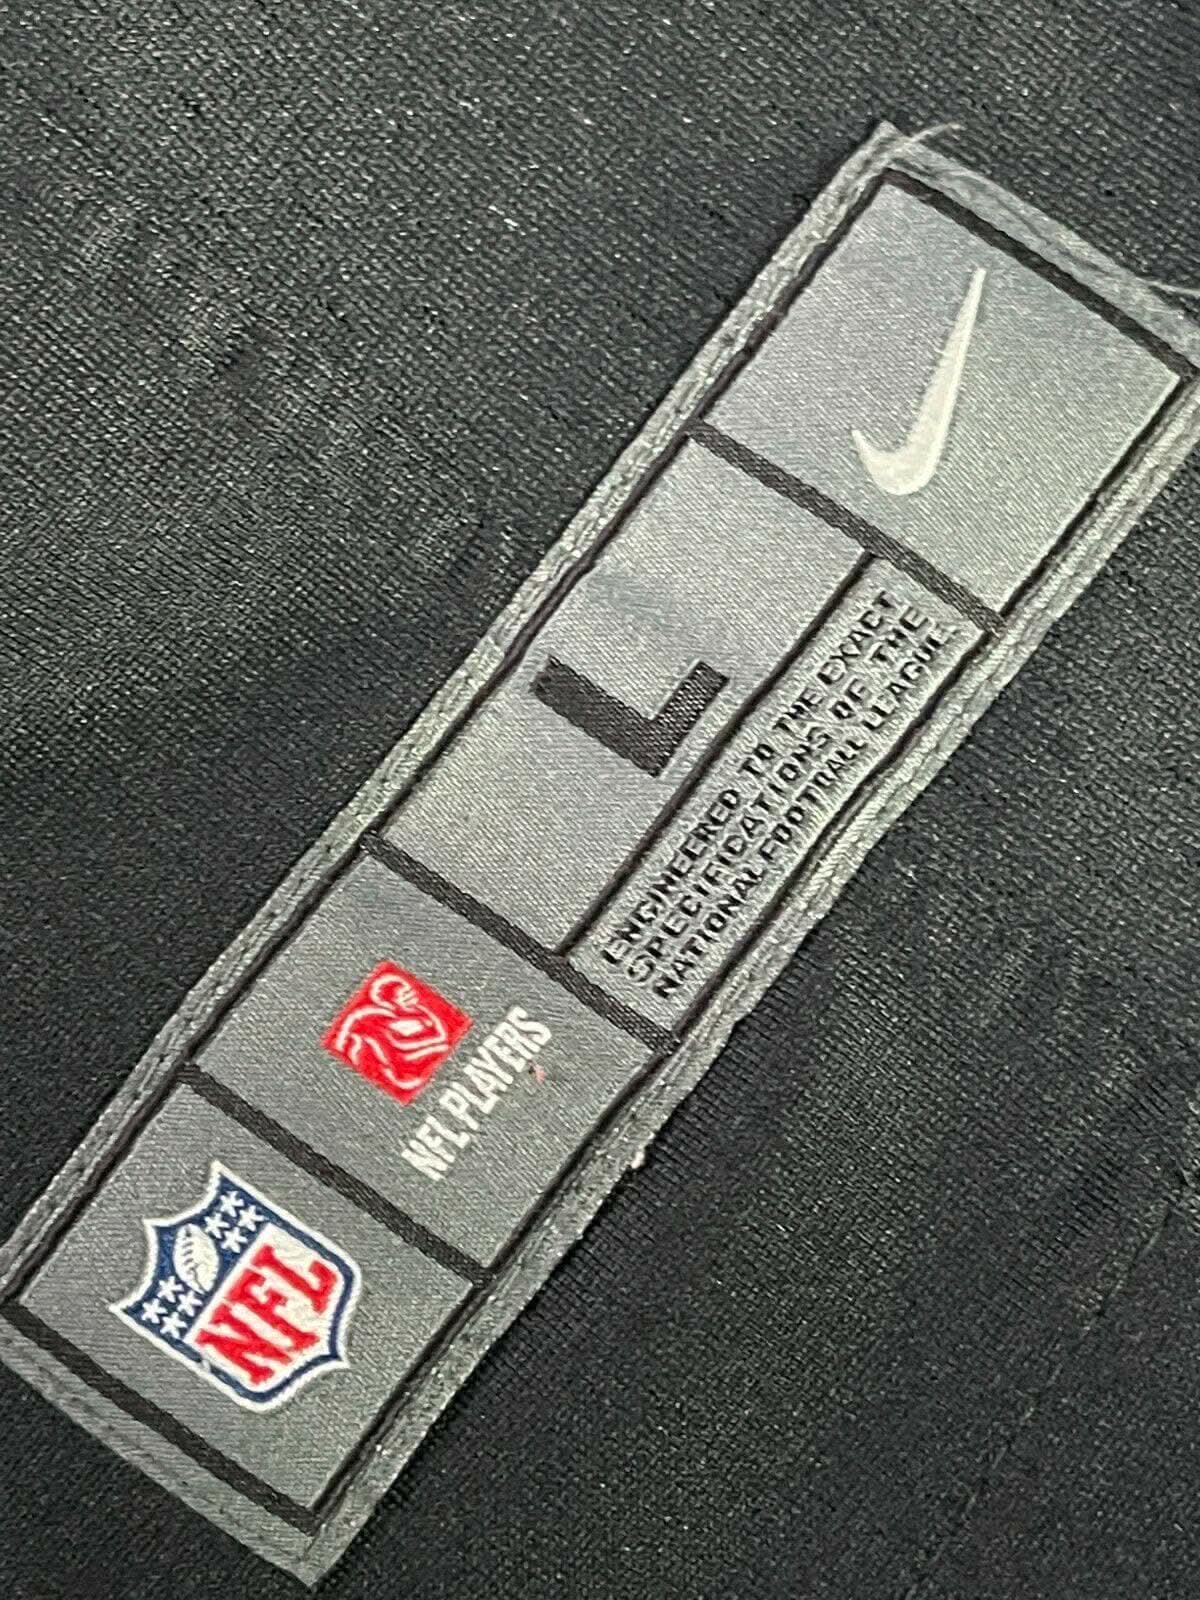 L
ENGINEERED TO THE EXACT
SPECIFICATIONS OF THE
NATIONAL FOOTBALL LEAGUE.
NFL PLAYERS
NFL